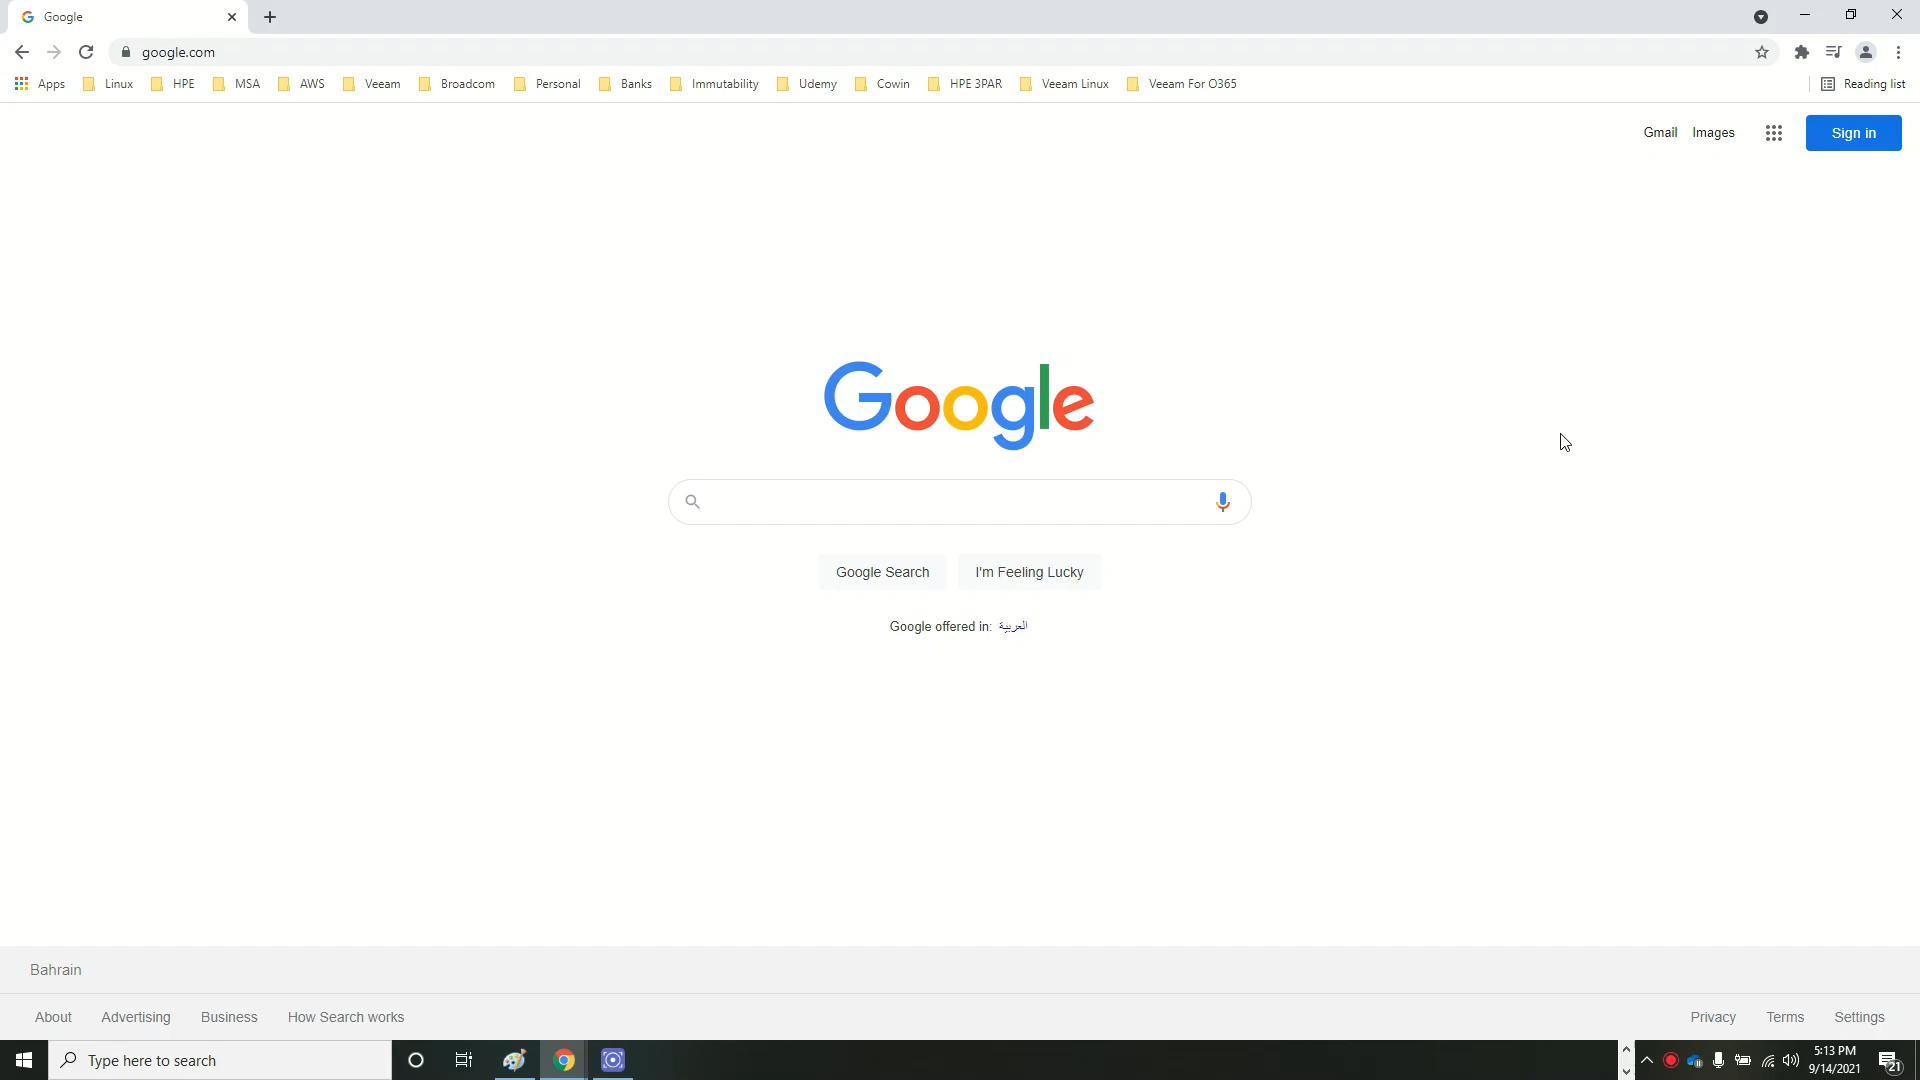 Google
google.com
Apps Linux HPE MSA AWS Veeam Broadcom Personal Banks Immutability Udemy Cowin HPE 3PAR Veeam Linux Veeam For O365 Reading list
Gmail Images Sign in
Google
Google Search I'm Feeling Lucky
Google offered in: العربية
Bahrain
About Advertising Business How Search works Privacy Terms Settings
Type here to search
5:13 PM
9/14/2021
21